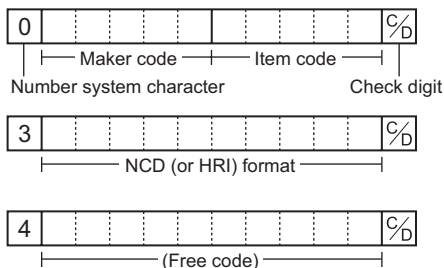 0 C/D
Maker code Item code
Number system character Check digit
3 C/D
NCD (or HRI) format
4 C/D
(Free code)